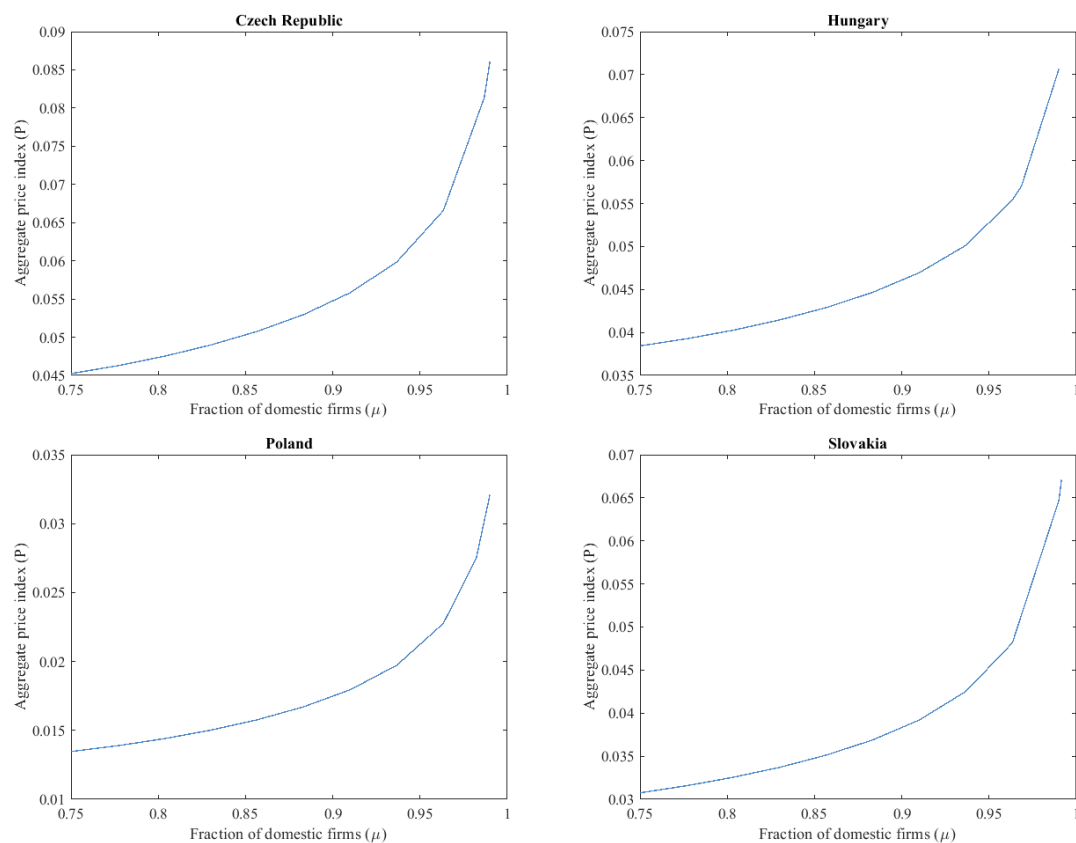 Czech Republic
0.09
0.085
0.08
0.075
0.07
0.065
0.06
0.055
0.05
0.045
Aggregate price index (P)
0.75 0.8 0.85 0.9 0.95 1
Fraction of domestic firms (μ)
Hungary
0.075
0.07
0.065
0.06
0.055
0.05
0.045
0.04
0.035
Aggregate price index (P)
0.75 0.8 0.85 0.9 0.95 1
Fraction of domestic firms (μ)
Poland
0.035
0.03
0.025
0.02
0.015
0.01
Aggregate price index (P)
0.75 0.8 0.85 0.9 0.95 1
Fraction of domestic firms (μ)
Slovakia
0.07
0.065
0.06
0.055
0.05
0.045
0.04
0.035
0.03
Aggregate price index (P)
0.75 0.8 0.85 0.9 0.95 1
Fraction of domestic firms (μ)